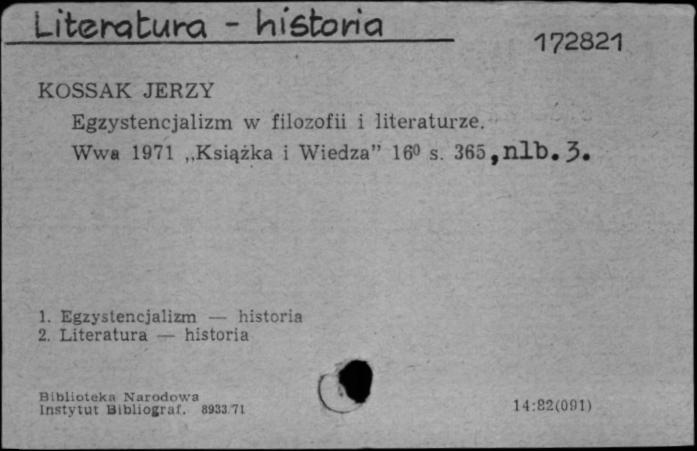 Literatura - historia
172821
KOSSAK JERZY
Egzystencjalizm w filozofii i literaturze.
Wwa 1971 „Książka i Wiedza” 16⁰ s. 365, nlb. 3.
1. Egzystencjalizm — historia
2. Literatura — historia
Biblioteka Narodowa
Instytut Bibliograf. 8933/71
14:82(091)